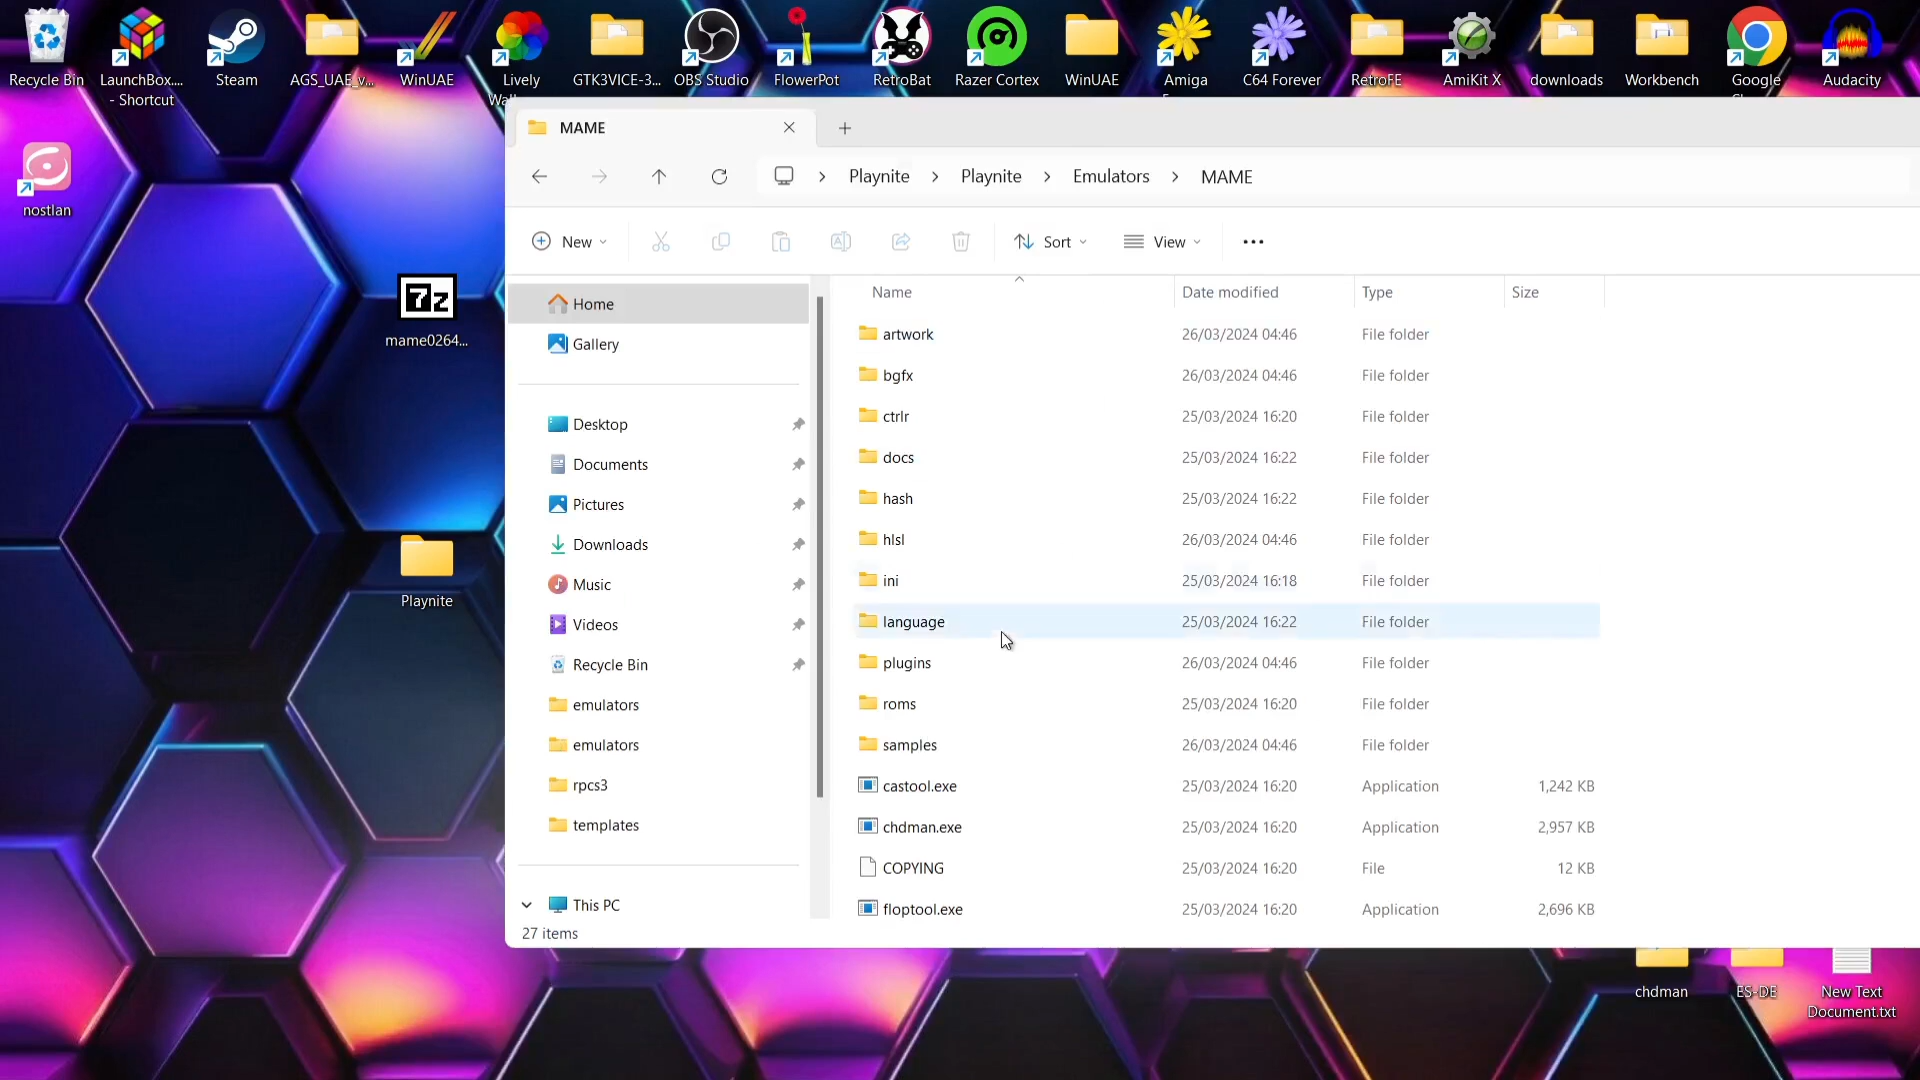 Recycle Bin
LaunchBox...
- Shortcut
Steam
AGS_UAE_v...
WinUAE
Lively
GTK3VICE-3...
OBS Studio
FlowerPot
RetroBat
Razer Cortex
WinUAE
Amiga
C64 Forever
RetroFE
AmiKit X
downloads
Workbench
Google
Audacity
nostlan
7z
mame0264...
Playnite
MAME
Playnite
Playnite
Emulators
MAME
New
Sort
View
Home
Gallery
Desktop
Documents
Pictures
Downloads
Music
Videos
Recycle Bin
emulators
emulators
rpcs3
templates
This PC
27 items
Name Date modified Type Size
artwork 26/03/2024 04:46 File folder
bgfx 26/03/2024 04:46 File folder
ctrlr 25/03/2024 16:20 File folder
docs 25/03/2024 16:22 File folder
hash 25/03/2024 16:22 File folder
hlsl 26/03/2024 04:46 File folder
ini 25/03/2024 16:18 File folder
language 25/03/2024 16:22 File folder
plugins 26/03/2024 04:46 File folder
roms 25/03/2024 16:20 File folder
samples 26/03/2024 04:46 File folder
castool.exe 25/03/2024 16:20 Application 1,242 KB
chdman.exe 25/03/2024 16:20 Application 2,957 KB
COPYING 25/03/2024 16:20 File 12 KB
floptool.exe 25/03/2024 16:20 Application 2,696 KB
chdman
ES-DE
New Text
Document.txt